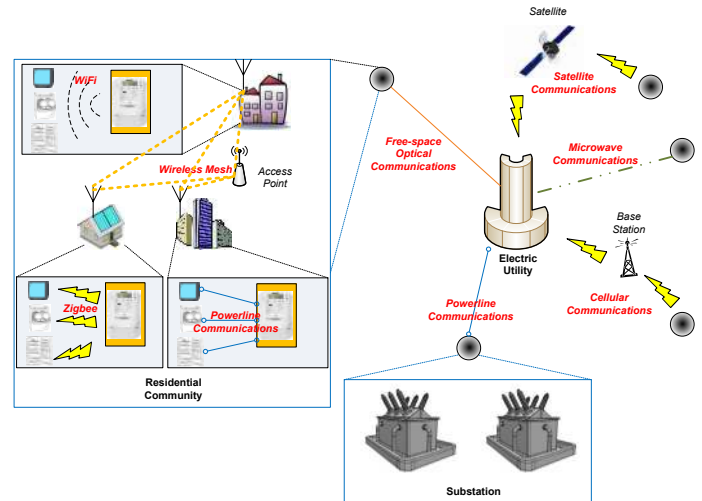 Satellite
WiFi
Satellite
Communications
Free-space
Optical
Communications
Microwave
Communications
Wireless Mesh
Access
Point
Base
Station
Electric
Utility
Zigbee
Powerline
Communications
Powerline
Communications
Cellular
Communications
Residential
Community
Substation